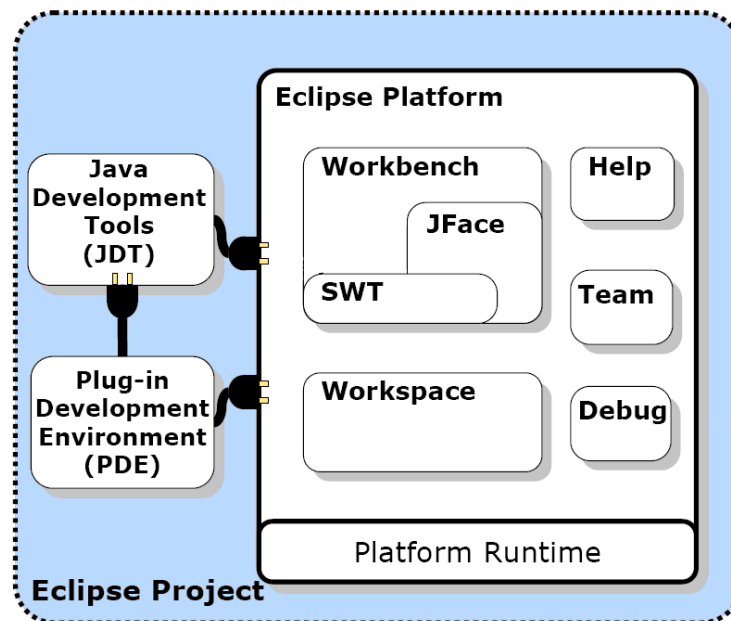 Eclipse Platform
Java
Development
Tools
(JDT)
Workbench
JFace
SWT
Help
Team
Plug-in
Development
Environment
(PDE)
Workspace
Debug
Platform Runtime
Eclipse Project